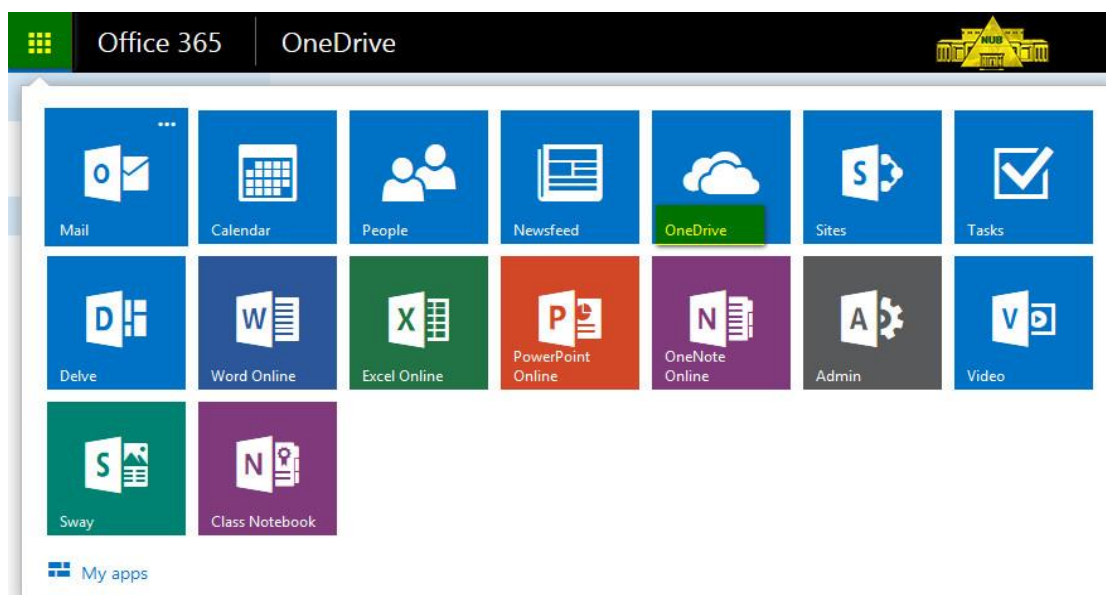 Office 365
OneDrive
NUB
Mail
Calendar
People
Newsfeed
OneDrive
Sites
Tasks
Delve
Word Online
Excel Online
PowerPoint
Online
OneNote
Online
Admin
Video
Sway
Class Notebook
My apps